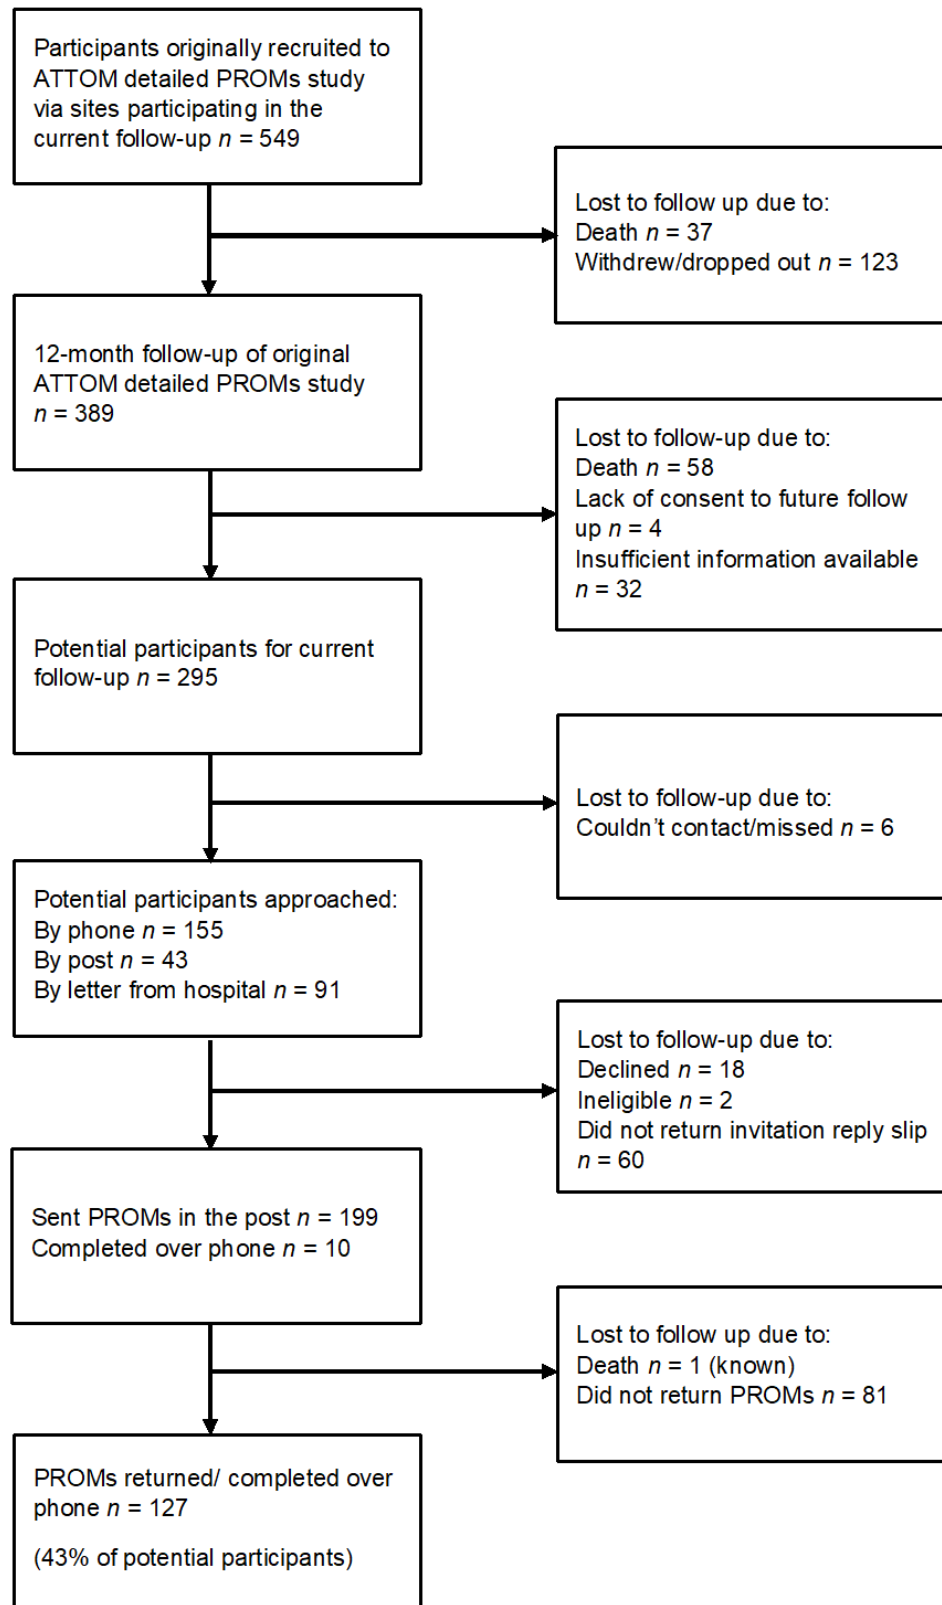 Participants originally recruited to
ATTOM detailed PROMs study
via sites participating in the
current follow-up n = 549
Lost to follow up due to:
Death n = 37
Withdrew/dropped out n = 123
12-month follow-up of original
ATTOM detailed PROMs study
n = 389
Lost to follow-up due to:
Death n = 58
Lack of consent to future follow
up n = 4
Insufficient information available
n = 32
Potential participants for current
follow-up n = 295
Lost to follow-up due to:
Couldn’t contact/missed n = 6
Potential participants approached:
By phone n = 155
By post n = 43
By letter from hospital n = 91
Lost to follow-up due to:
Declined n = 18
Ineligible n = 2
Did not return invitation reply slip
n = 60
Sent PROMs in the post n = 199
Completed over phone n = 10
Lost to follow up due to:
Death n = 1 (known)
Did not return PROMs n = 81
PROMs returned/ completed over
phone n = 127
(43% of potential participants)